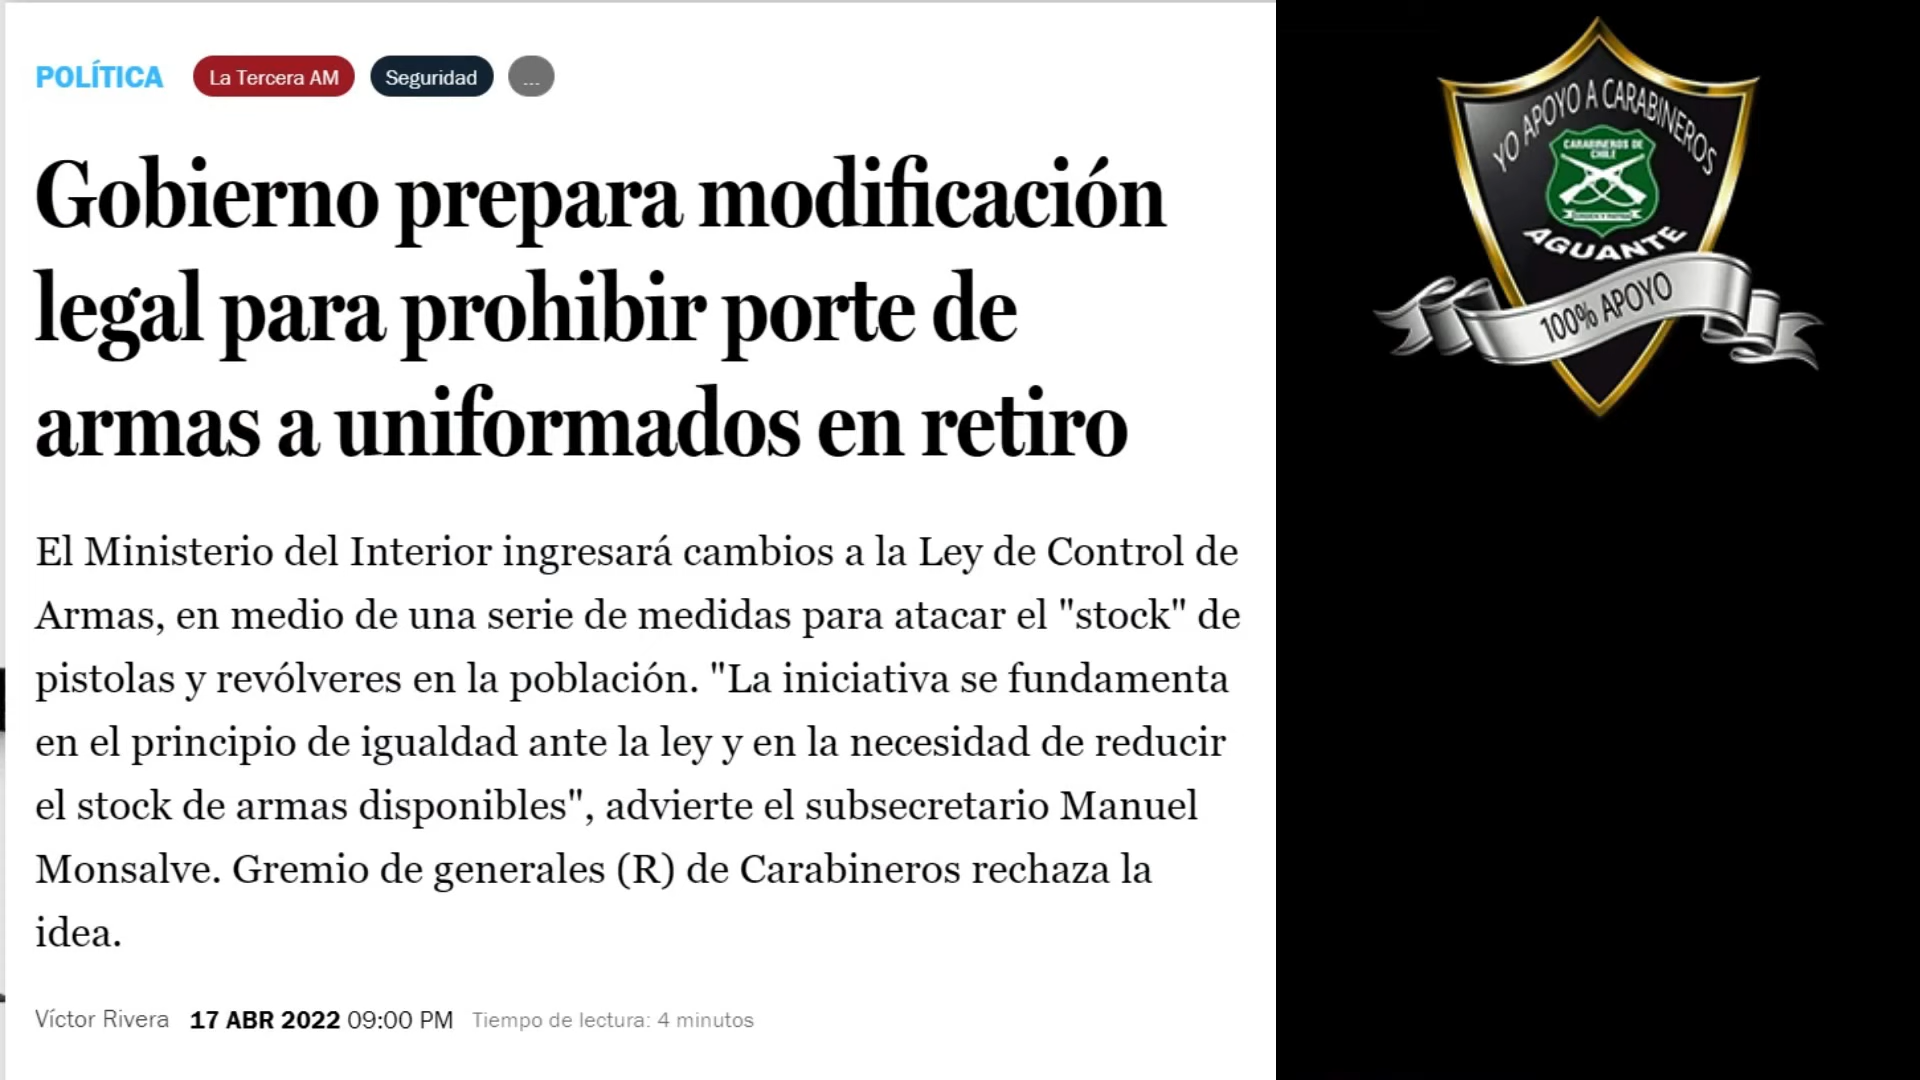 POLÍTICA
La Tercera AM
Seguridad
...
Gobierno prepara modificación
legal para prohibir porte de
armas a uniformados en retiro
El Ministerio del Interior ingresará cambios a la Ley de Control de
Armas, en medio de una serie de medidas para atacar el "stock" de
pistolas y revólveres en la población. "La iniciativa se fundamenta
en el principio de igualdad ante la ley y en la necesidad de reducir
el stock de armas disponibles", advierte el subsecretario Manuel
Monsalve. Gremio de generales (R) de Carabineros rechaza la
idea.
Víctor Rivera 17 ABR 2022 09:00 PM Tiempo de lectura: 4 minutos
YO APOYO A CARABINEROS
CARABINEROS DE
CHILE
AGUANTE
100% APOYO